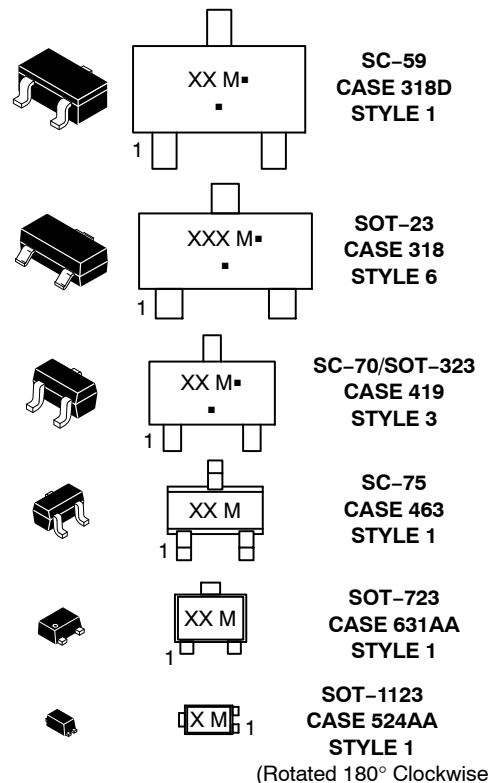 XX M▪
▪
1
SC−59
CASE 318D
STYLE 1
XXX M▪
▪
1
SOT−23
CASE 318
STYLE 6
XX M▪
▪
1
SC−70/SOT−323
CASE 419
STYLE 3
XX M
1
SC−75
CASE 463
STYLE 1
XX M
1
SOT−723
CASE 631AA
STYLE 1
X M
1
SOT−1123
CASE 524AA
STYLE 1
(Rotated 180° Clockwise